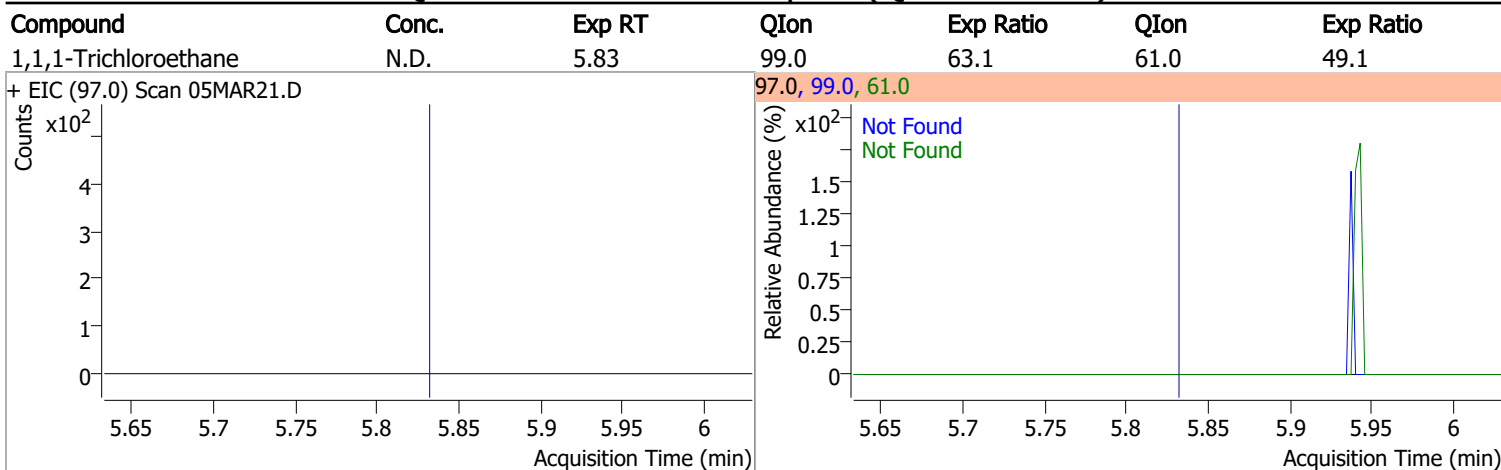 Compound Conc. Exp RT QIon Exp Ratio QIon Exp Ratio
1,1,1-Trichloroethane N.D. 5.83 99.0 63.1 61.0 49.1
+ EIC (97.0) Scan 05MAR21.D
Counts
x10²
4
3
2
1
0
5.65 5.7 5.75 5.8 5.85 5.9 5.95 6
Acquisition Time (min)
97.0, 99.0, 61.0
Relative Abundance (%)
x10²
Not Found
Not Found
1.5
1.25
1
0.75
0.5
0.25
0
5.65 5.7 5.75 5.8 5.85 5.9 5.95 6
Acquisition Time (min)